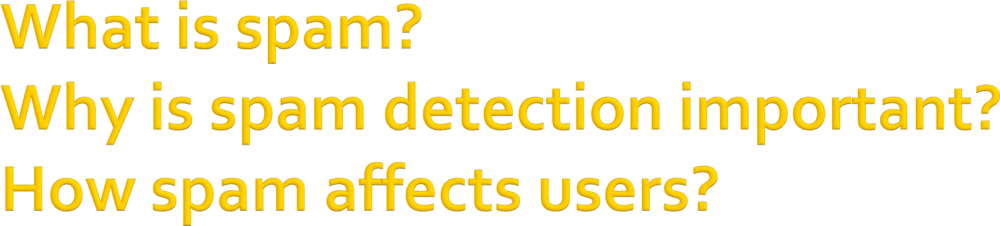 What is spam?
Why is spam detection important?
How spam affects users?